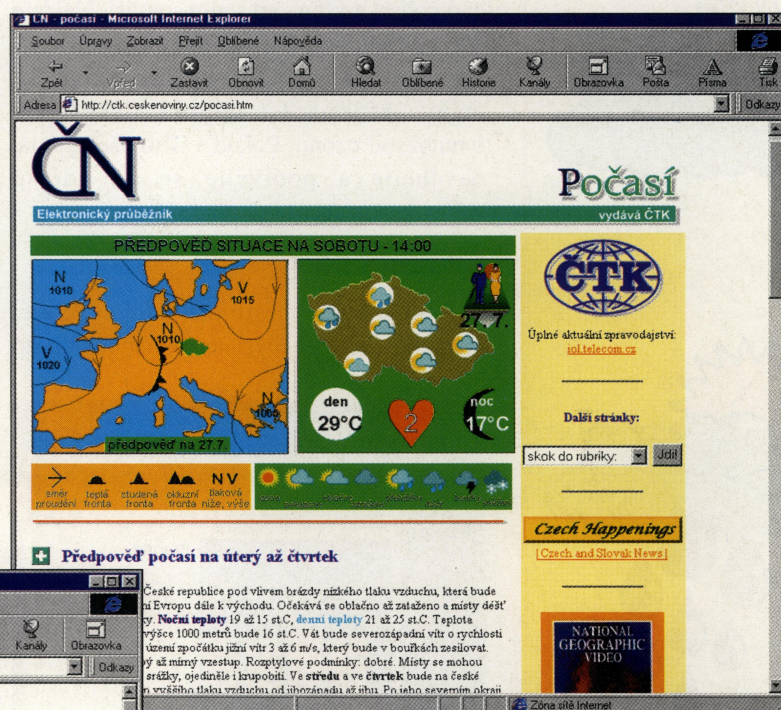 ČN - počasí - Microsoft Internet Explorer
Soubor Úpravy Zobrazit Přejít Oblíbené Nápověda
Zpět Vpřed Zastavit Obnovit Domů Hledat Oblíbené Historie Kanály Obrazovka Pošta Písma Tisk
Adresa http://ctk.ceskenoviny.cz/pocasi.htm Odkazy
ČN Počasí
Elektronický průběžník vydává ČTK
PŘEDPOVĚĎ SITUACE NA SOBOTU - 14:00
N
1010
V
1015
N
1010
V
1020
N
1005
předpověď na 27.7.
27.7.
den
29°C
2
noc
17°C
směr proudění
teplá fronta
studená fronta
okluzní fronta
N V
tlaková níže, výše
ČTK
Úplné aktuální zpravodajství:
iol.telecom.cz
Další stránky:
skok do rubriky: Jdi!
Czech Happenings
[Czech and Slovak News]
NATIONAL
GEOGRAPHIC
VIDEO
Předpověď počasí na úterý až čtvrtek
České republice pod vlivem brázdy nízkého tlaku vzduchu, která bude
ní Evropu dále k východu. Očekává se oblačno až zataženo a místy déšť
ky. Noční teploty 19 až 15 st.C, denní teploty 21 až 25 st.C. Teplota
výšce 1000 metrů bude 16 st.C. Vát bude severozápadní vítr o rychlosti
území zpočátku jižní vítr 3 až 6 m/s, který bude v bouřkách zesilovat.
ý až mírný vzestup. Rozptylové podmínky: dobré. Místy se mohou
srážky, ojediněle i krupobití. Ve středu a ve čtvrtek bude na české
vyššího tlaku vzduchu od jihozápadu až jihu. Po jeho severním okraji
Kanály Obrazovka
Odkazy
Zóna sítě Internet